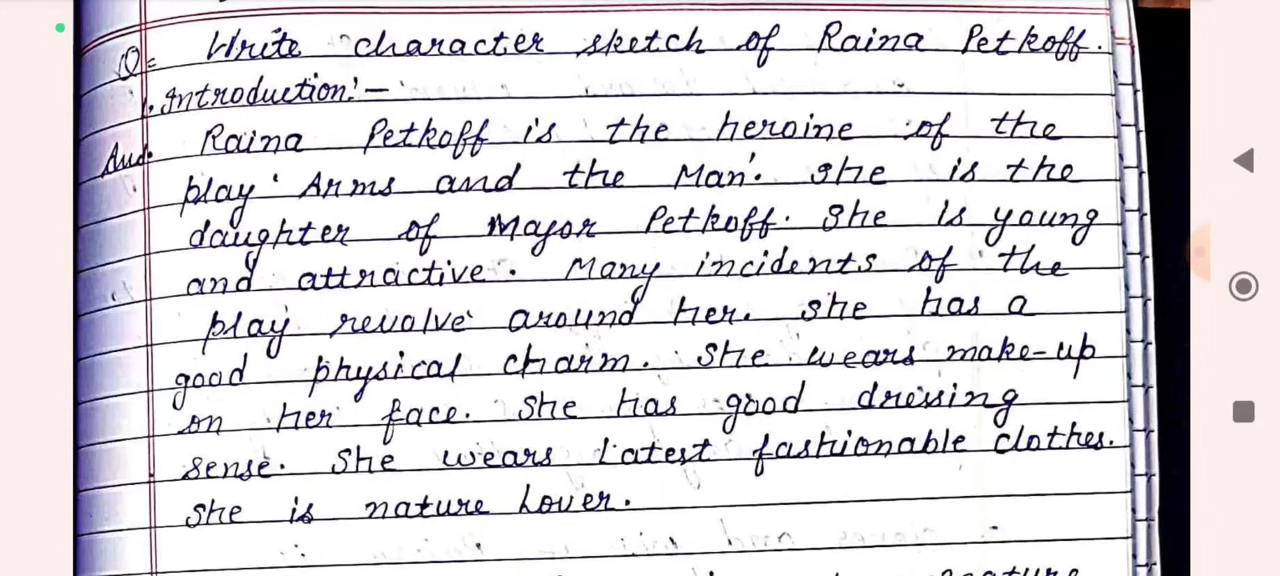 Q= Write character sketch of Raina Petkoff.
1. Introduction:-
Ans. Raina Petkoff is the heroine of the
play 'Arms and the Man'. She is the
daughter of Major Petkoff. She is young
and attractive. Many incidents of the
play revolve around her. She has a
good physical charm. She wears make-up
on her face. She has good dressing
sense. She wears latest fashionable clothes.
She is nature Lover.